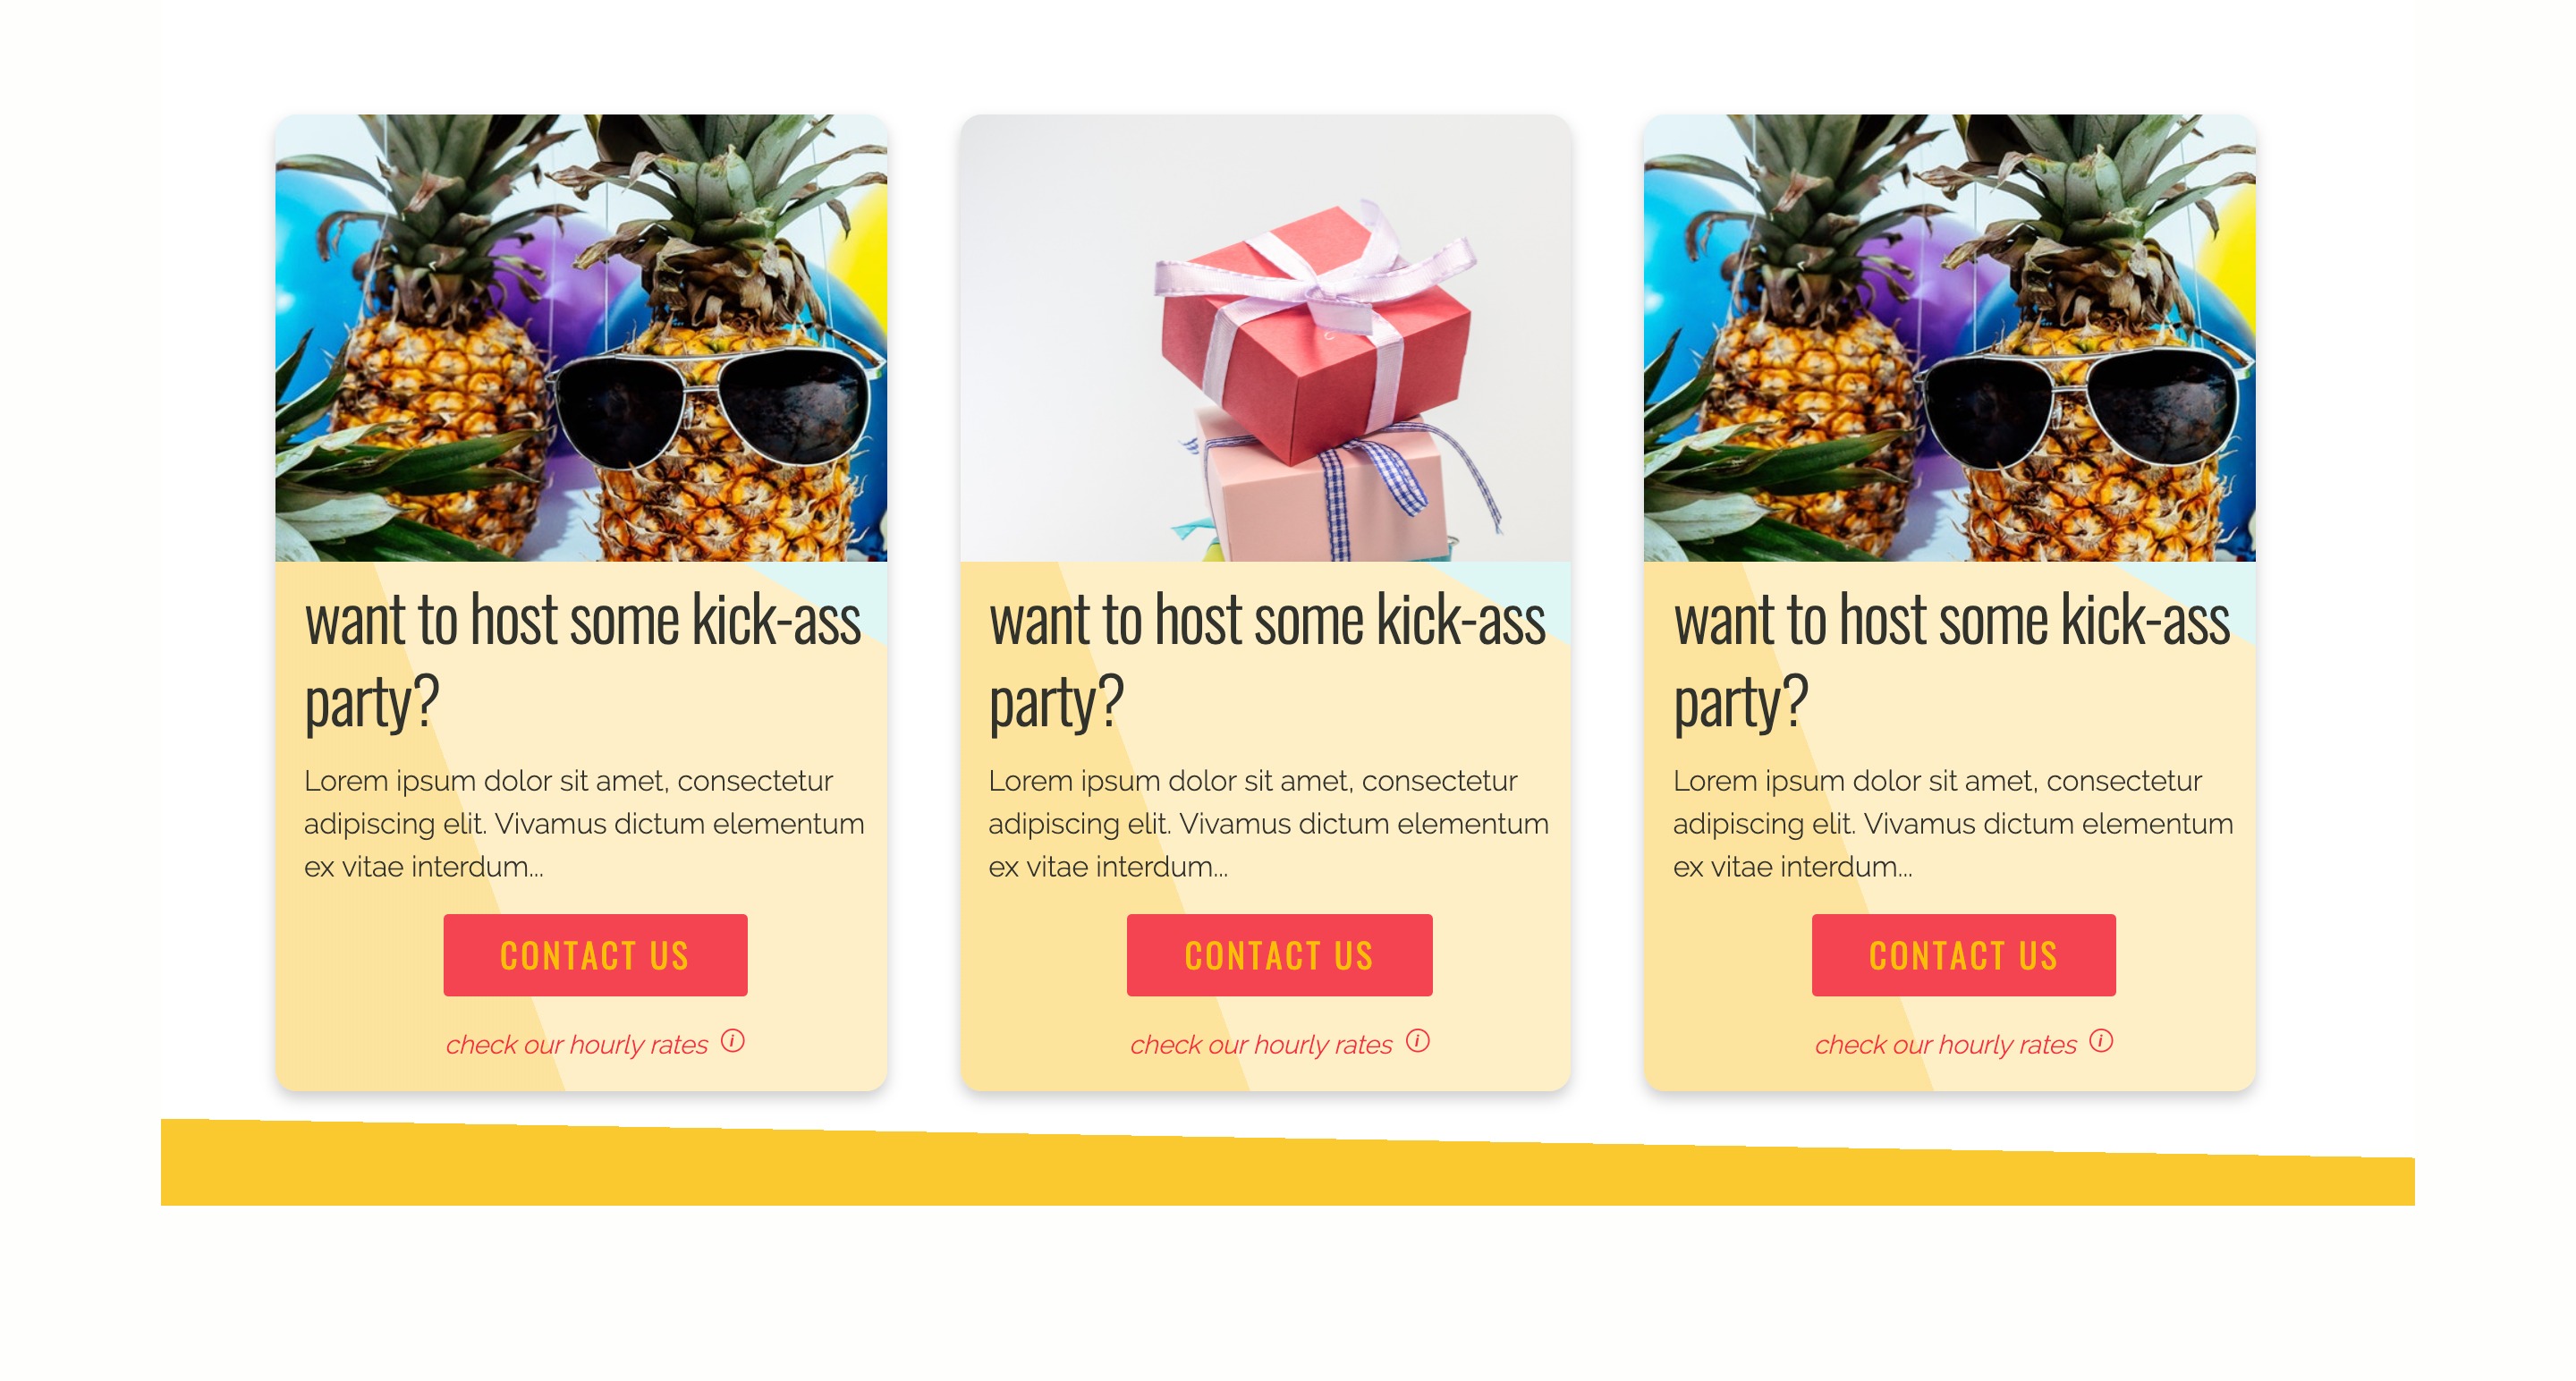 want to host some kick-ass
party?
Lorem ipsum dolor sit amet, consectetur
adipiscing elit. Vivamus dictum elementum
ex vitae interdum...
CONTACT US
check our hourly rates i
want to host some kick-ass
party?
Lorem ipsum dolor sit amet, consectetur
adipiscing elit. Vivamus dictum elementum
ex vitae interdum...
CONTACT US
check our hourly rates i
want to host some kick-ass
party?
Lorem ipsum dolor sit amet, consectetur
adipiscing elit. Vivamus dictum elementum
ex vitae interdum...
CONTACT US
check our hourly rates i